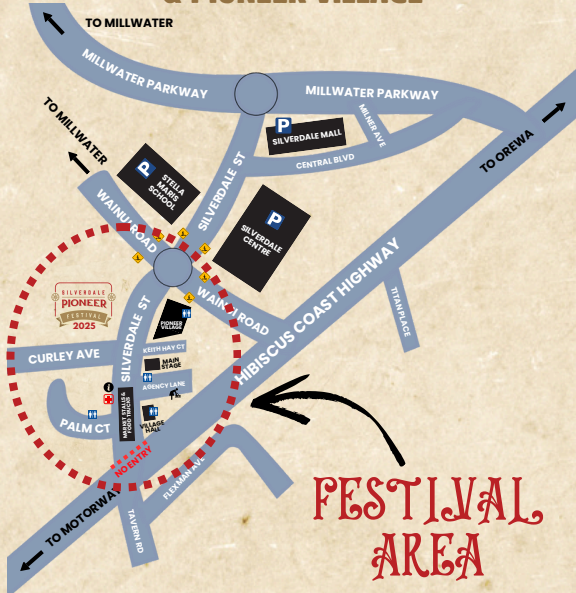 & PIONEER VILLAGE
TO MILLWATER
MILLWATER PARKWAY
MILLWATER PARKWAY
TO MILLWATER
P
SILVERDALE MALL
MILNER AVE
CENTRAL BLVD
TO OREWA
P
STELLA
MARIS
SCHOOL
SILVERDALE ST
P
SILVERDALE
CENTRE
WAINUI ROAD
SILVERDALE
PIONEER
FESTIVAL
2025
SILVERDALE ST
PIONEER
VILLAGE
WAINUI ROAD
HIBISCUS COAST HIGHWAY
TITAN PLACE
CURLEY AVE
KEITH HAY CT
MAIN
STAGE
AGENCY LANE
i
MARKET STALLS &
FOOD TRUCKS
PALM CT
VILLAGE
HALL
NO ENTRY
FLEXMAN AVE
TO MOTORWAY
TAVERN RD
FESTIVAL
AREA